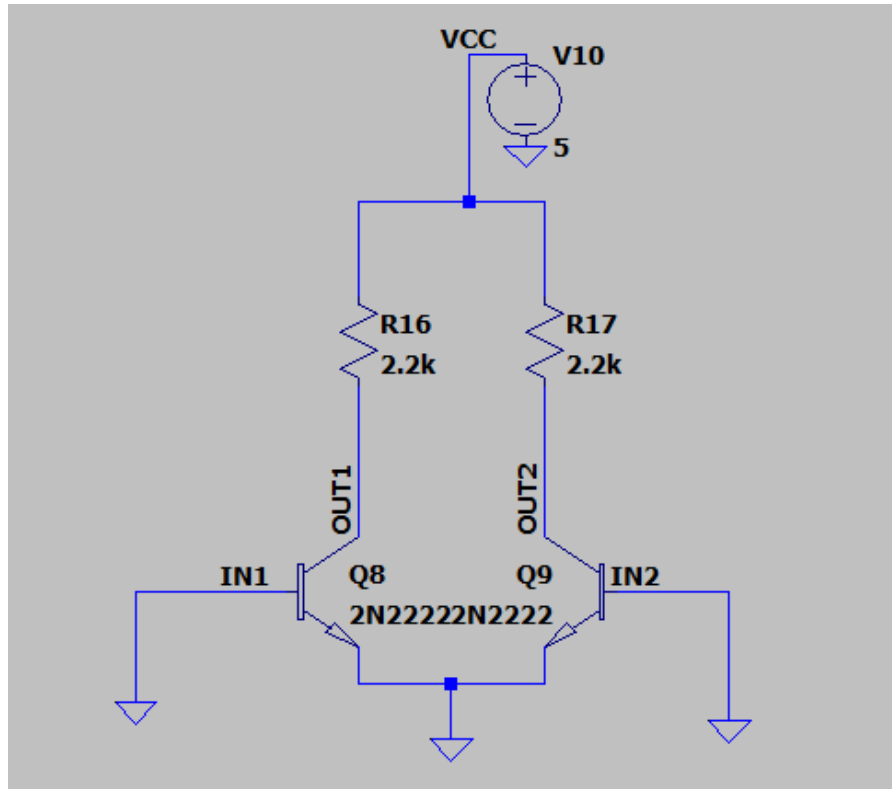 VCC
V10
5
R16
2.2k
R17
2.2k
OUT1
OUT2
IN1
Q8
Q9
IN2
2N22222N2222